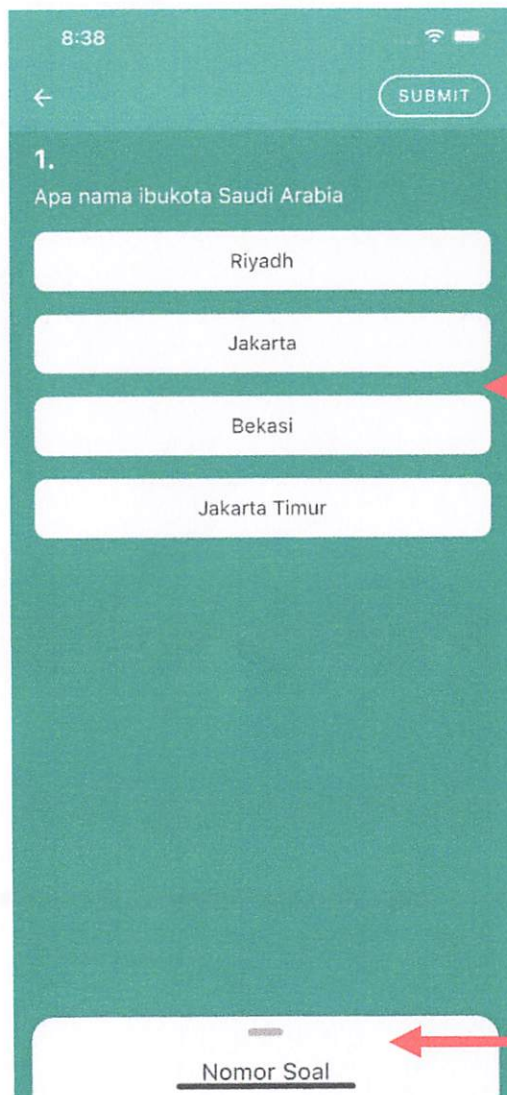 8:38
SUBMIT
1.
Apa nama ibukota Saudi Arabia
Riyadh
Jakarta
Bekasi
Jakarta Timur
Nomor Soal